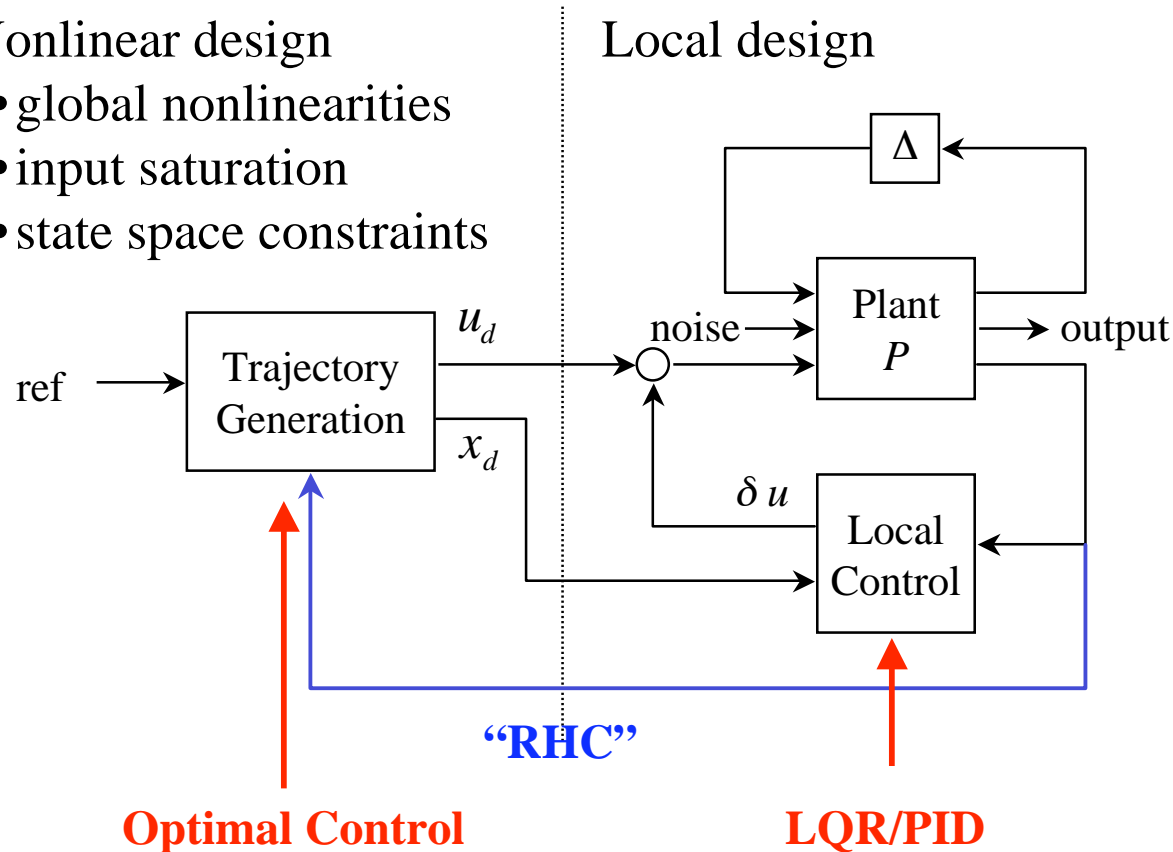 onlinear design
• global nonlinearities
• input saturation
• state space constraints
Local design
Δ
Plant
P
noise
output
u_d
ref
Trajectory
Generation
x_d
δ u
Local
Control
“RHC”
Optimal Control
LQR/PID